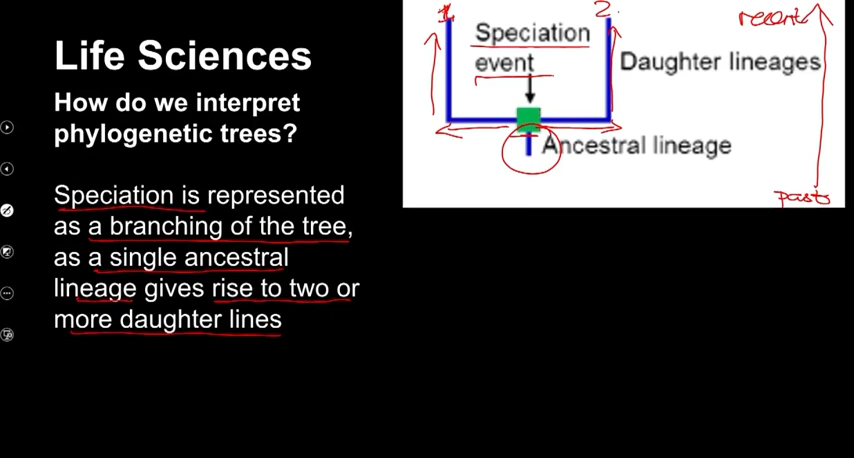 Life Sciences
How do we interpret
phylogenetic trees?
Speciation is represented
as a branching of the tree,
as a single ancestral
lineage gives rise to two or
more daughter lines
1.
2.
recent
Speciation
event
Daughter lineages
Ancestral lineage
past